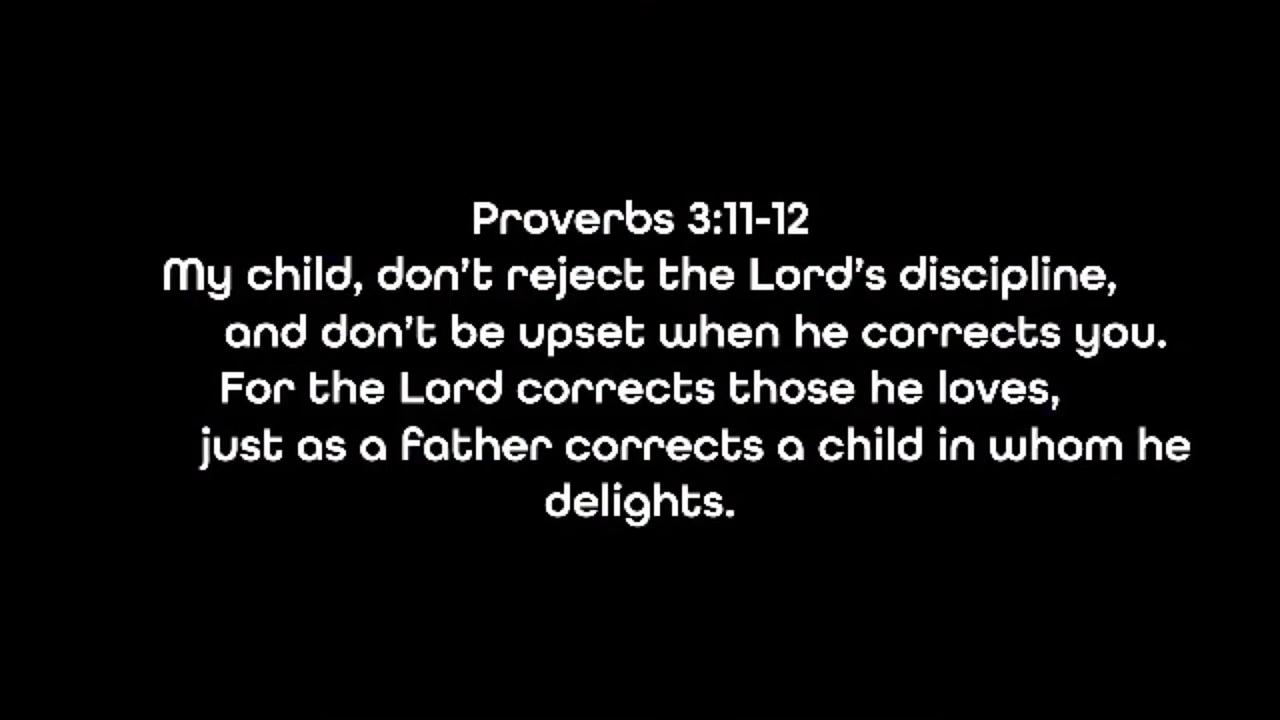 Proverbs 3:11-12
My child, don't reject the Lord's discipline,
and don't be upset when he corrects you.
For the Lord corrects those he loves,
just as a father corrects a child in whom he
delights.